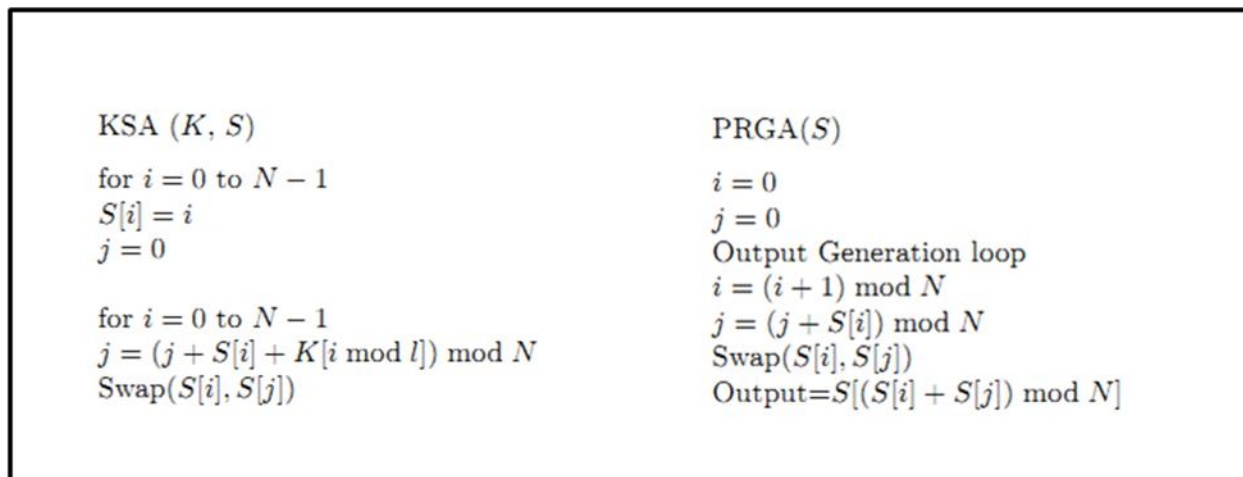 KSA (K, S)
for i = 0 to N − 1
S[i] = i
j = 0
for i = 0 to N − 1
j = (j + S[i] + K[i mod l]) mod N
Swap(S[i], S[j])
PRGA(S)
i = 0
j = 0
Output Generation loop
i = (i + 1) mod N
j = (j + S[i]) mod N
Swap(S[i], S[j])
Output=S[(S[i] + S[j]) mod N]